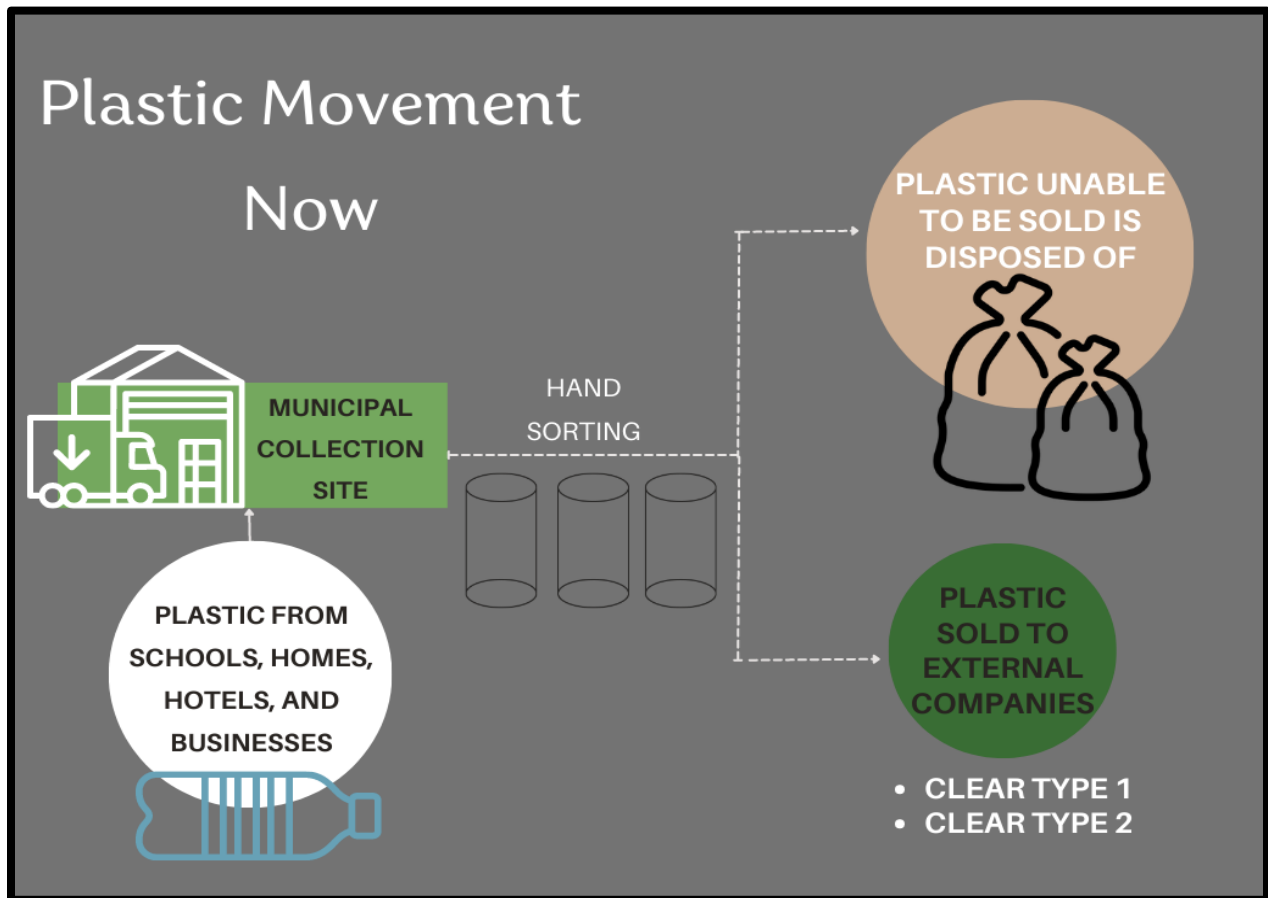 Plastic Movement
Now
PLASTIC UNABLE
TO BE SOLD IS
DISPOSED OF
HAND
SORTING
MUNICIPAL
COLLECTION
SITE
PLASTIC FROM
SCHOOLS, HOMES,
HOTELS, AND
BUSINESSES
PLASTIC
SOLD TO
EXTERNAL
COMPANIES
• CLEAR TYPE 1
• CLEAR TYPE 2